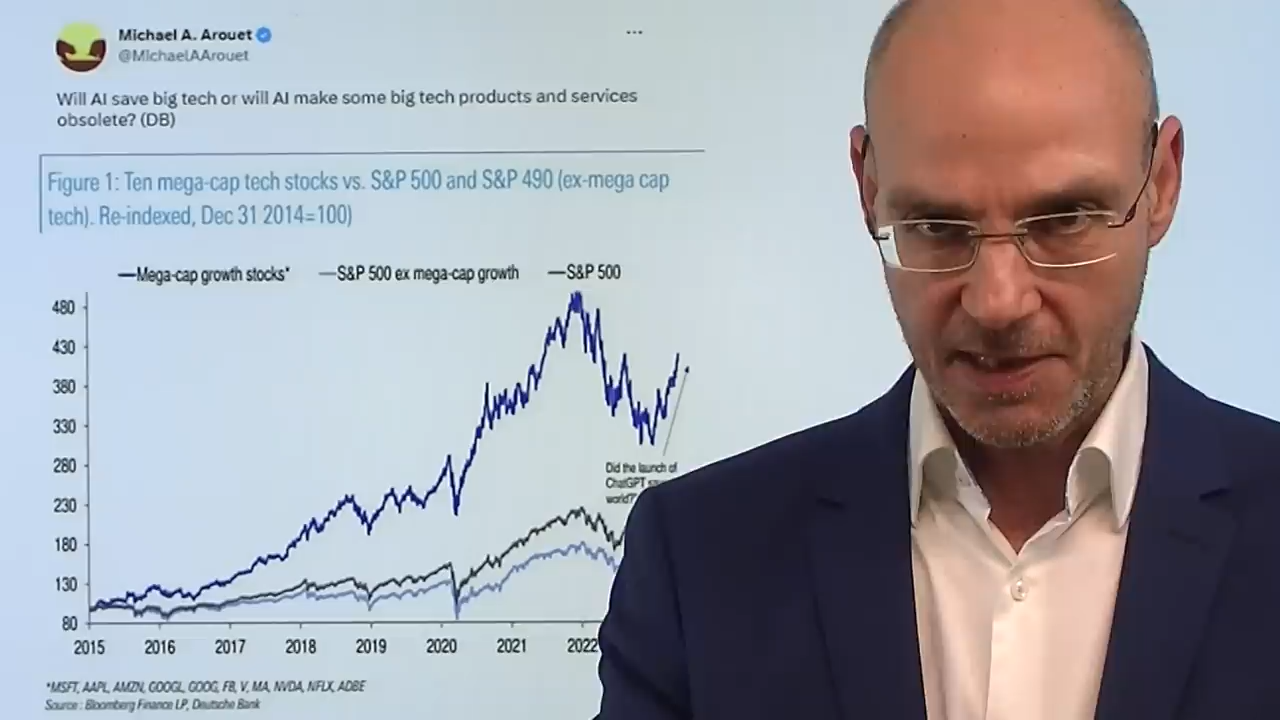 Michael A. Arouet
@MichaelAArouet
...
Will AI save big tech or will AI make some big tech products and services
obsolete? (DB)
Figure 1: Ten mega-cap tech stocks vs. S&P 500 and S&P 490 (ex-mega cap
tech). Re-indexed, Dec 31 2014=100)
Mega-cap growth stocks* S&P 500 ex mega-cap growth S&P 500
480
430
380
330
280
230
180
130
80
Did the launch of
ChatGPT
world?"
2015 2016 2017 2018 2019 2020 2021 2022
*MSFT, AAPL, AMZN, GOOGL, GOOG, FB, V, MA, NVDA, NFLX, ADBE
Source : Bloomberg Finance LP, Deutsche Bank